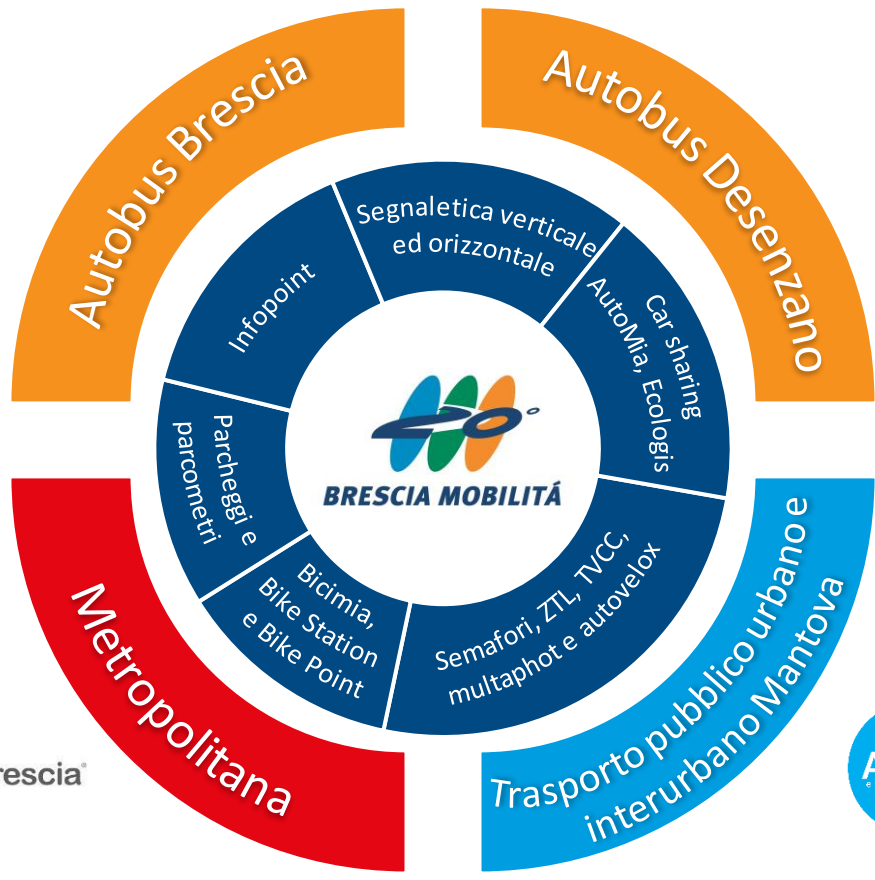 Autobus Brescia
Autobus Desenzano
Segnaletica verticale
ed orizzontale
Infopoint
Car sharing
AutoMia, Ecologis
Parcheggi e
parcometri
20°
BRESCIA MOBILITÁ
Bicimia,
Bike Station
e Bike Point
Semafori, ZTL, TVCC,
multaphot e autovelox
Metropolitana
Trasporto pubblico urbano e
interurbano Mantova
rescia